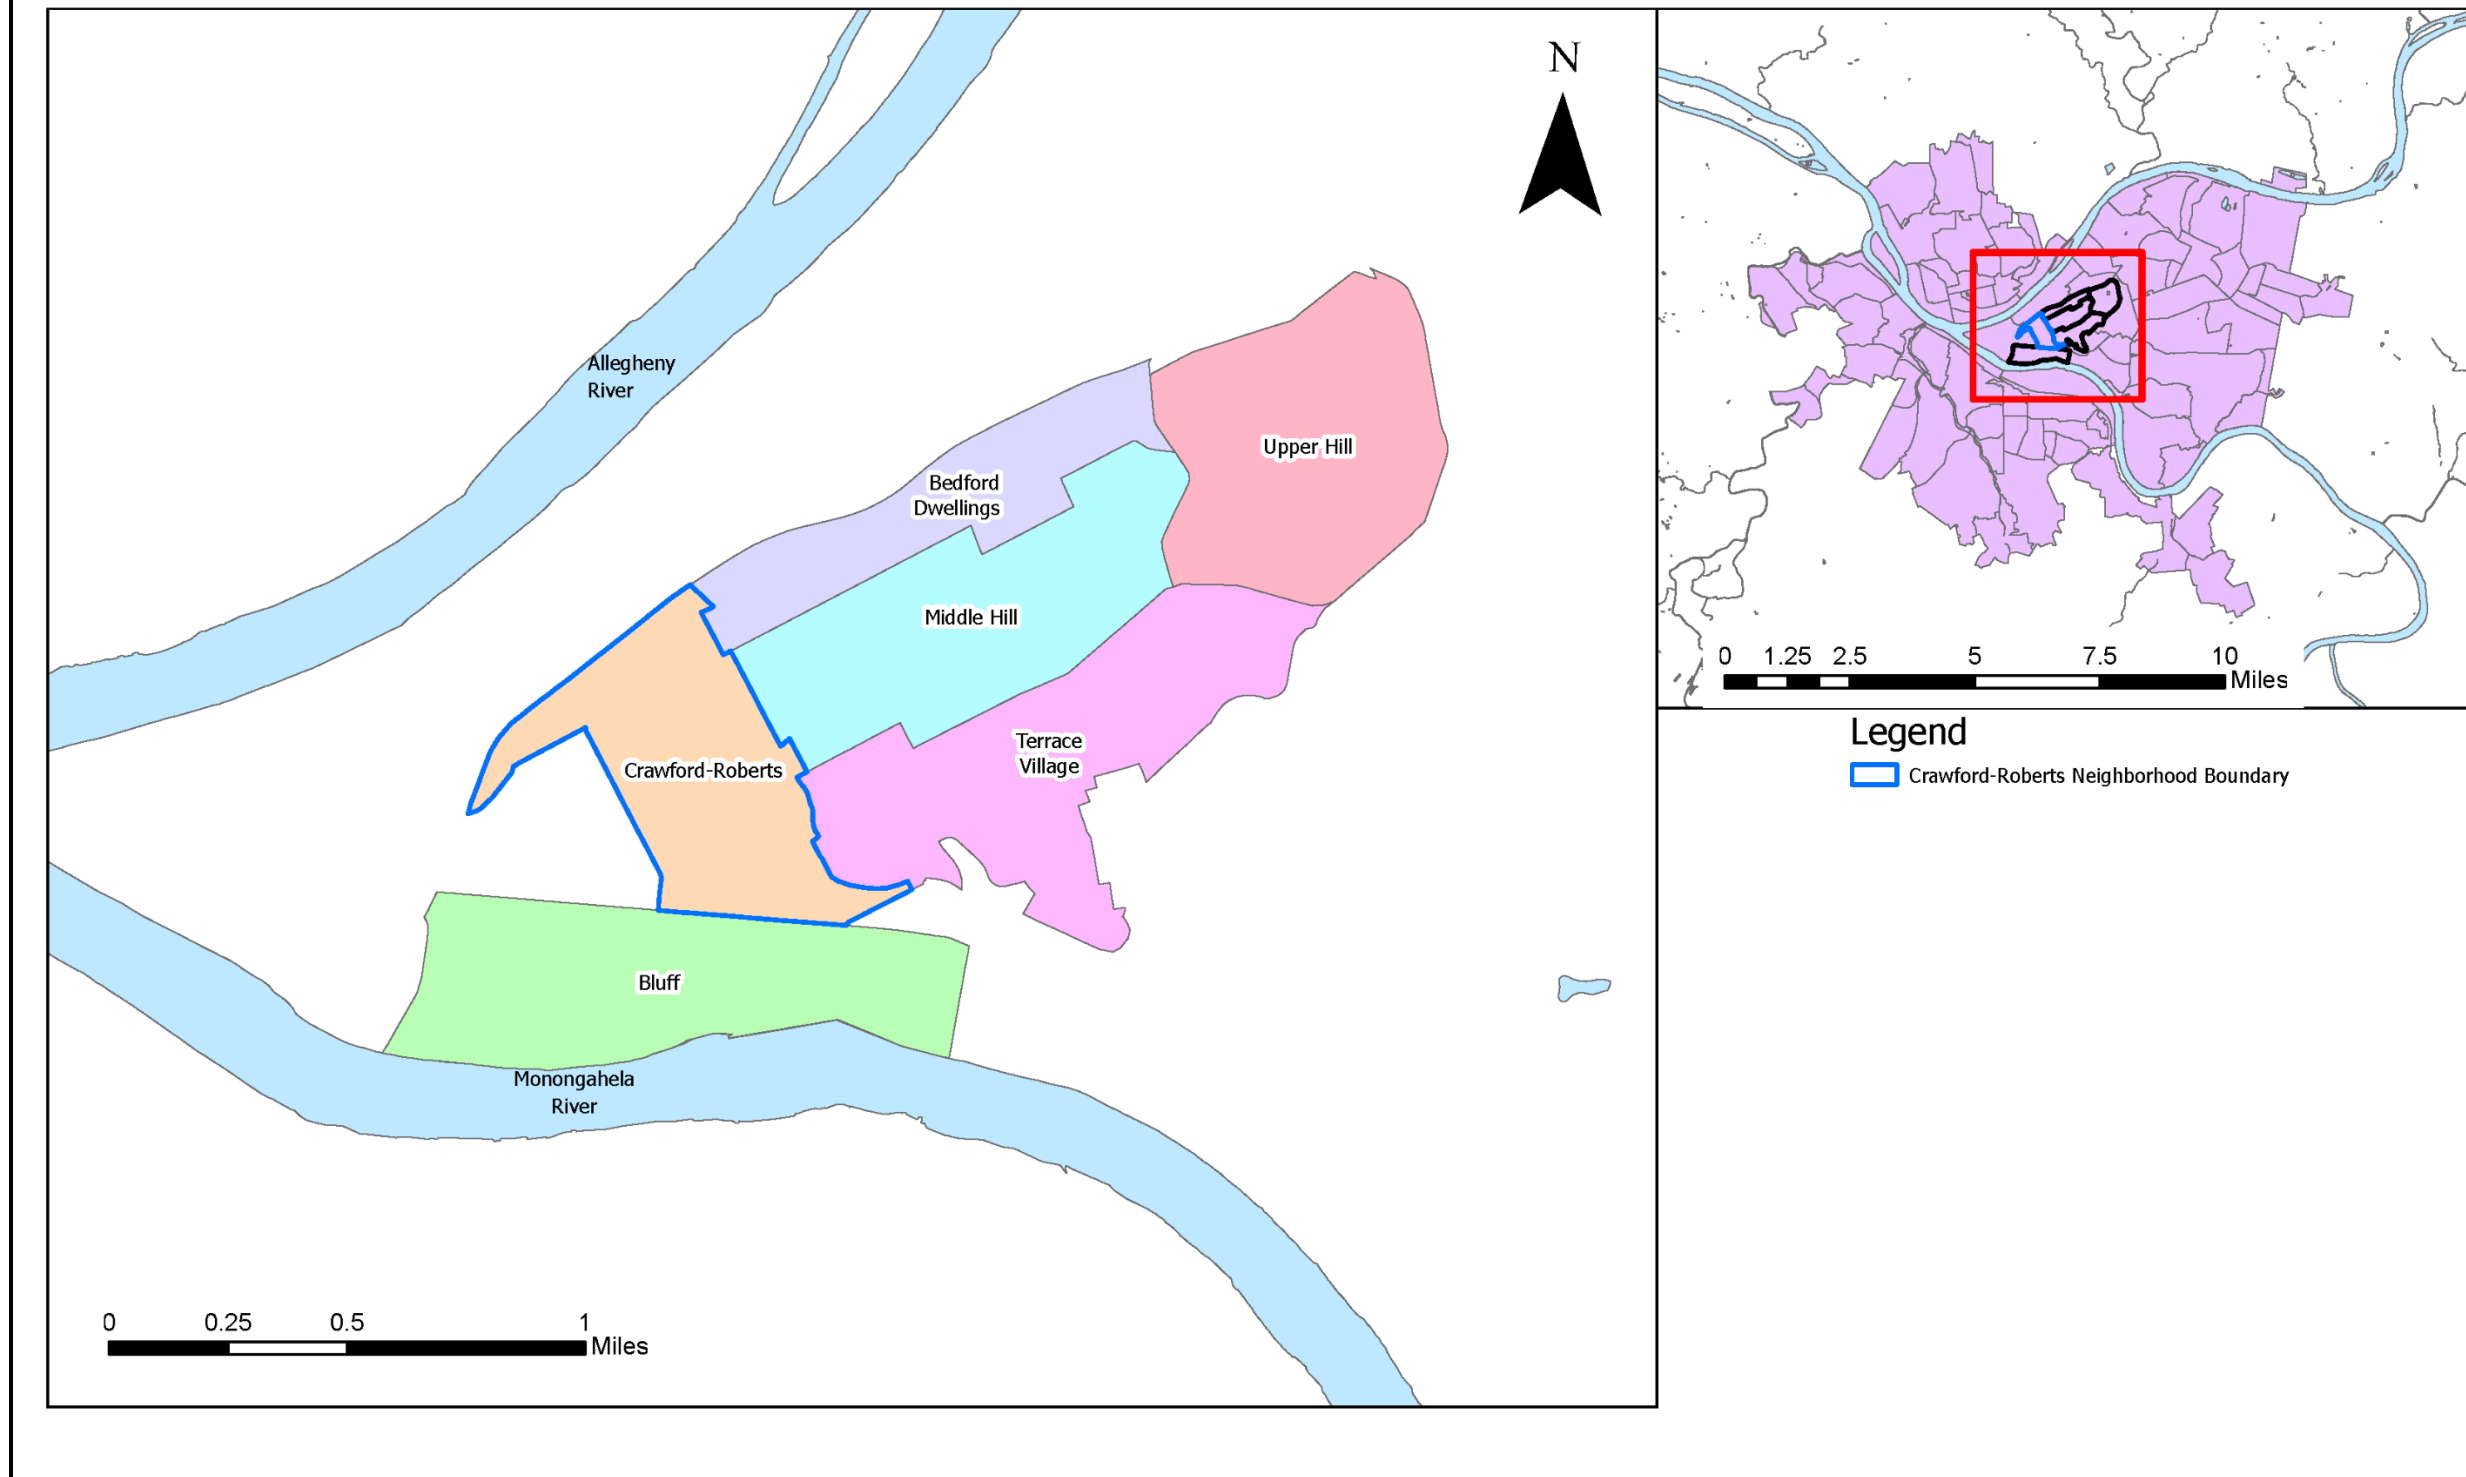 N
Allegheny
River
Upper Hill
Bedford
Dwellings
Middle Hill
Terrace
Village
Crawford-Roberts
Bluff
Monongahela
River
0 0.25 0.5 1
Miles
0 1.25 2.5 5 7.5 10
Miles
Legend
Crawford-Roberts Neighborhood Boundary